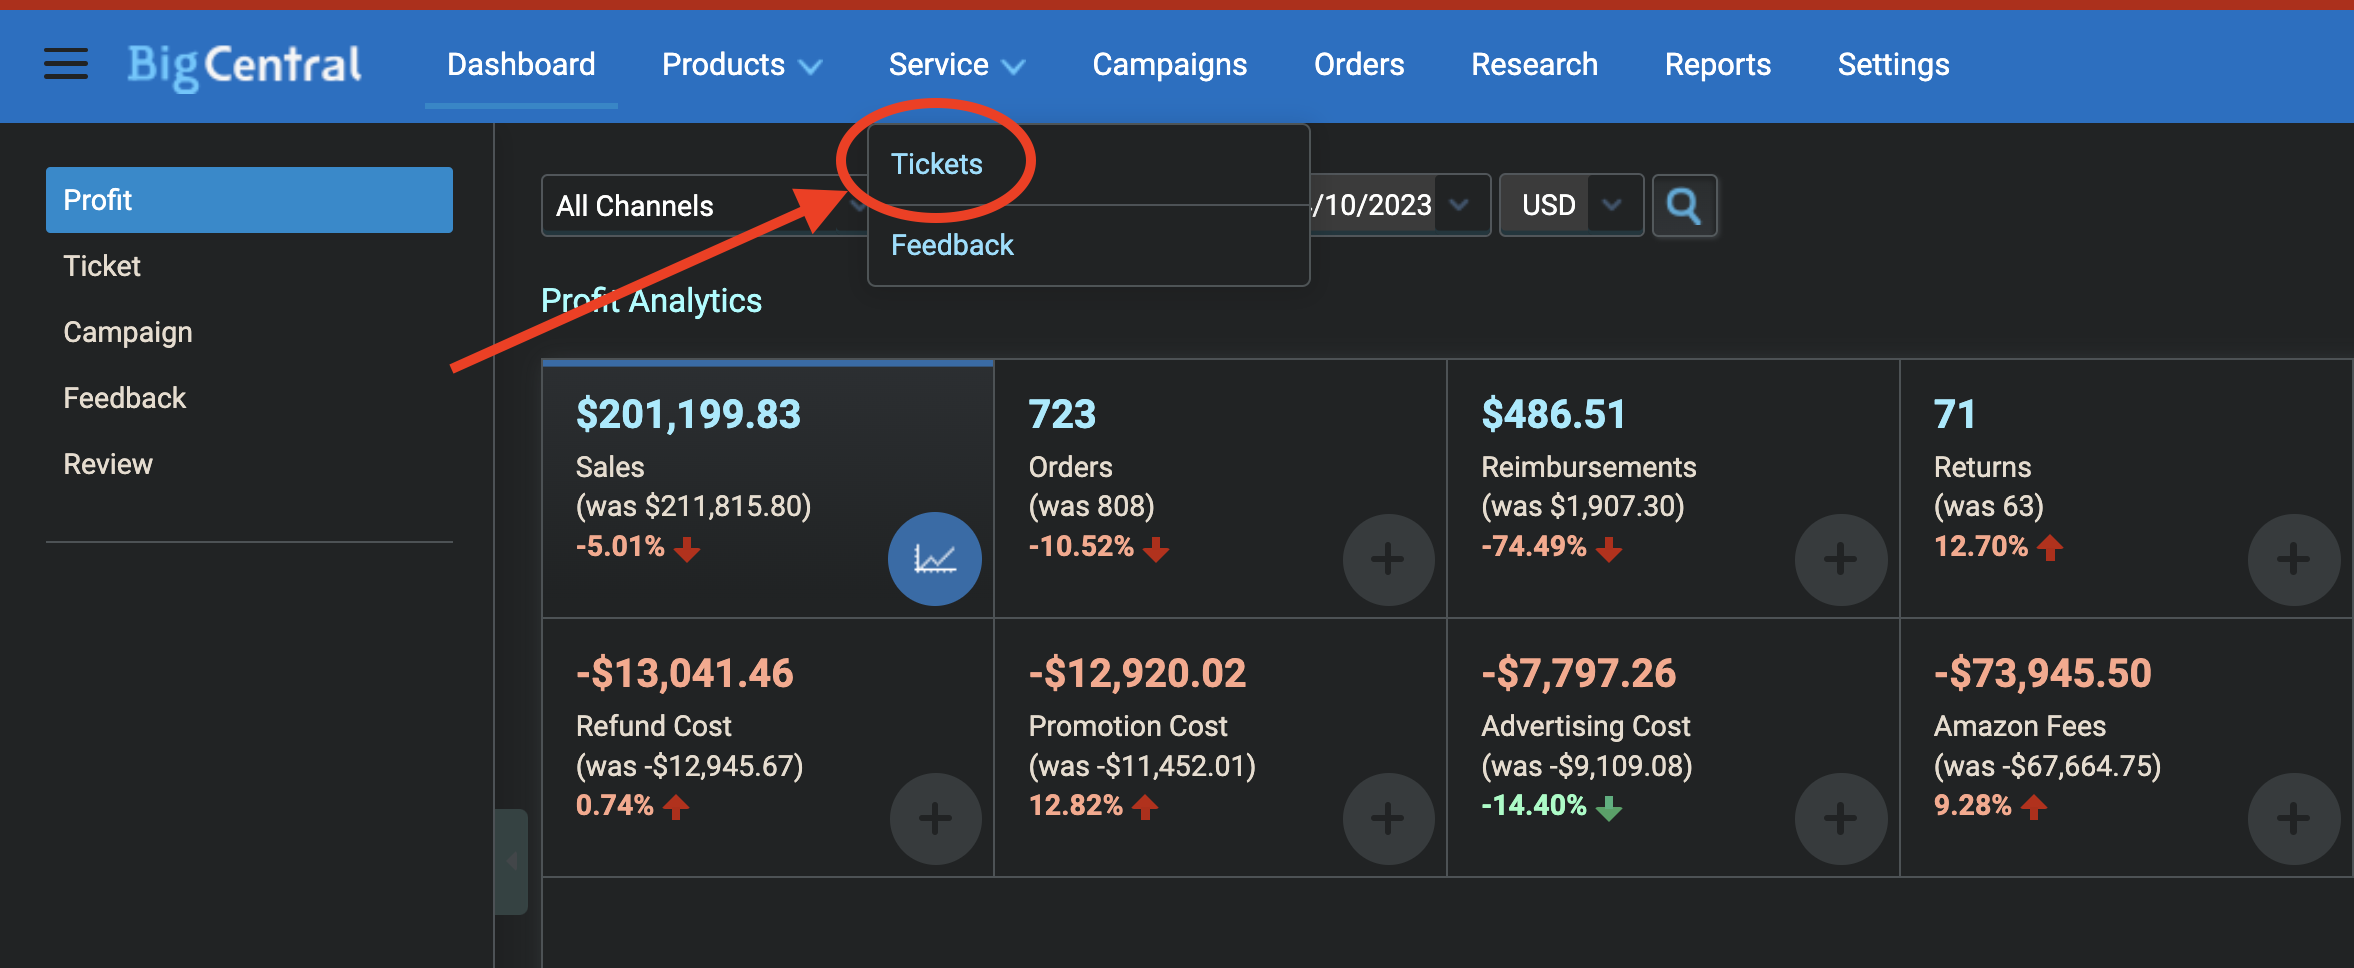 BigCentral Dashboard Products Service Campaigns Orders Research Reports Settings
Tickets
Feedback
Profit
Ticket
Campaign
Feedback
Review
All Channels /10/2023 USD
Profit Analytics
$201,199.83
Sales
(was $211,815.80)
-5.01%
723
Orders
(was 808)
-10.52%
$486.51
Reimbursements
(was $1,907.30)
-74.49%
71
Returns
(was 63)
12.70%
-$13,041.46
Refund Cost
(was -$12,945.67)
0.74%
-$12,920.02
Promotion Cost
(was -$11,452.01)
12.82%
-$7,797.26
Advertising Cost
(was -$9,109.08)
-14.40%
-$73,945.50
Amazon Fees
(was -$67,664.75)
9.28%